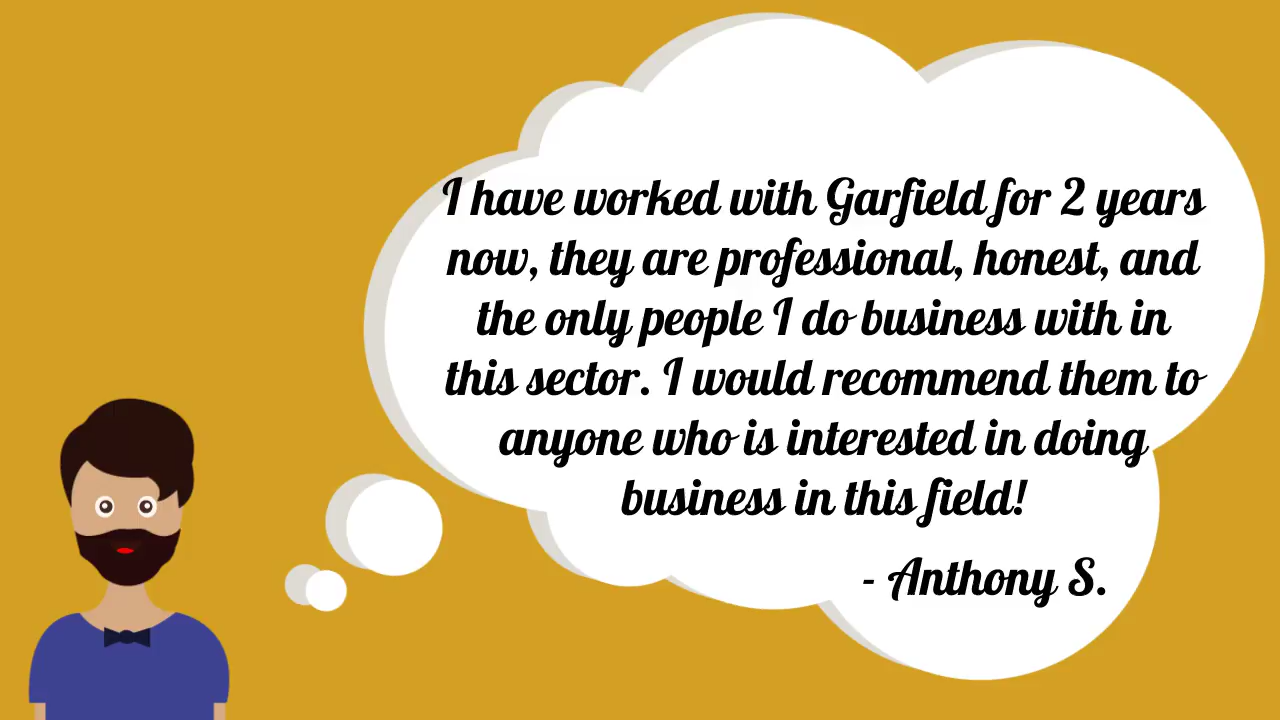 I have worked with Garfield for 2 years
now, they are professional, honest, and
the only people I do business with in
this sector. I would recommend them to
anyone who is interested in doing
business in this field!
- Anthony S.